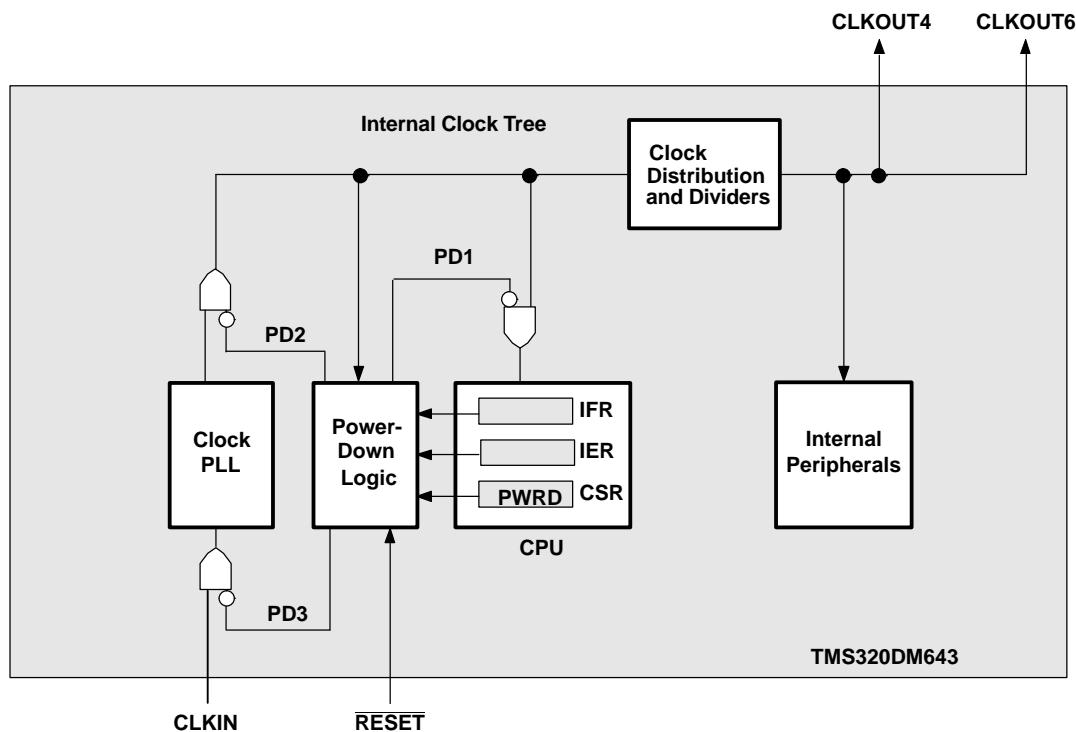 CLKOUT4
CLKOUT6
Internal Clock Tree
Clock
Distribution
and Dividers
PD1
PD2
Clock
PLL
Power-
Down
Logic
IFR
IER
PWRD
CSR
CPU
Internal
Peripherals
PD3
TMS320DM643
CLKIN
RESET